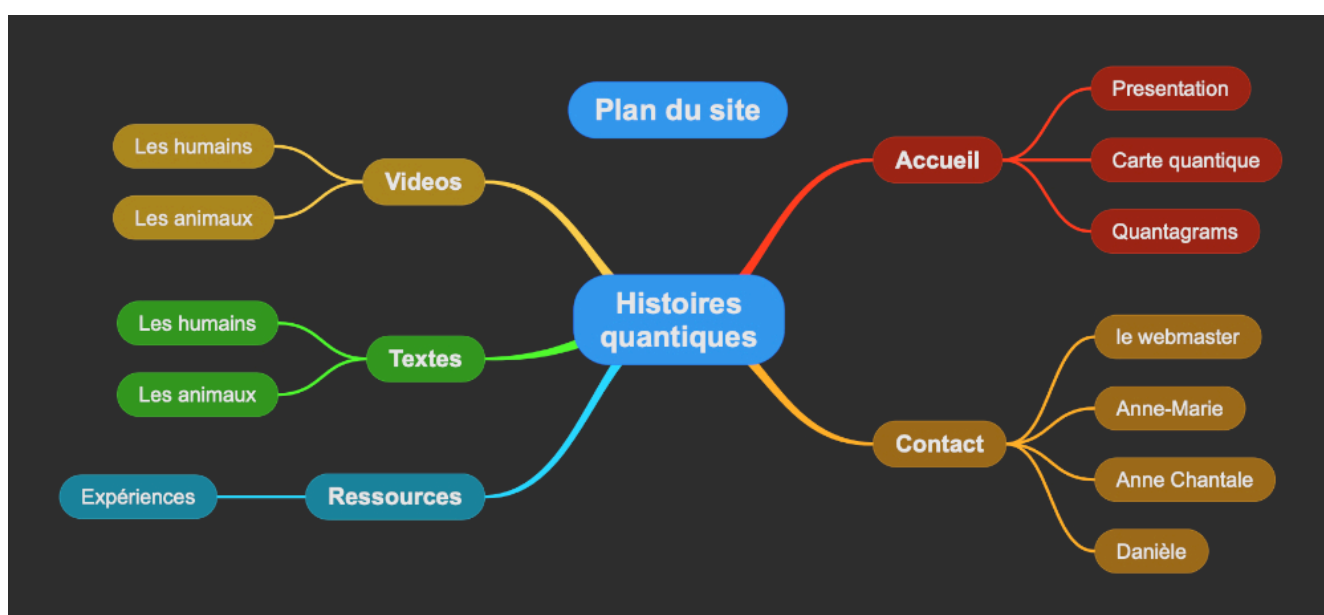 Plan du site
Histoires
quantiques
Accueil
Presentation
Carte quantique
Quantagrams
Contact
le webmaster
Anne-Marie
Anne Chantale
Danièle
Videos
Les humains
Les animaux
Textes
Les humains
Les animaux
Ressources
Expériences